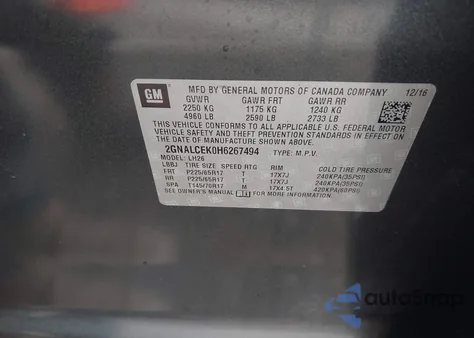 GM
MFD BY GENERAL MOTORS OF CANADA COMPANY 12/16
GVWR GAWR FRT GAWR RR
2250 KG 1175 KG 1240 KG
4960 LB 2590 LB 2733 LB
THIS VEHICLE CONFORMS TO ALL APPLICABLE U.S. FEDERAL MOTOR
VEHICLE SAFETY AND THEFT PREVENTION STANDARDS IN EFFECT
ON THE DATE OF MANUFACTURE SHOWN ABOVE.
2GNALCEK0H6267494 TYPE: M.P.V.
MODEL: LH26
LBBJ TIRE SIZE SPEED RTG RIM COLD TIRE PRESSURE
FRT P225/65R17 T 17X7J 240KPA(35PSI)
RR P225/65R17 T 17X7J 240KPA(35PSI)
SPA T145/70R17 M 17X4.5T 420KPA(60PSI)
SEE OWNER'S MANUAL FOR ADDITIONAL INFORMATION
autoSnap